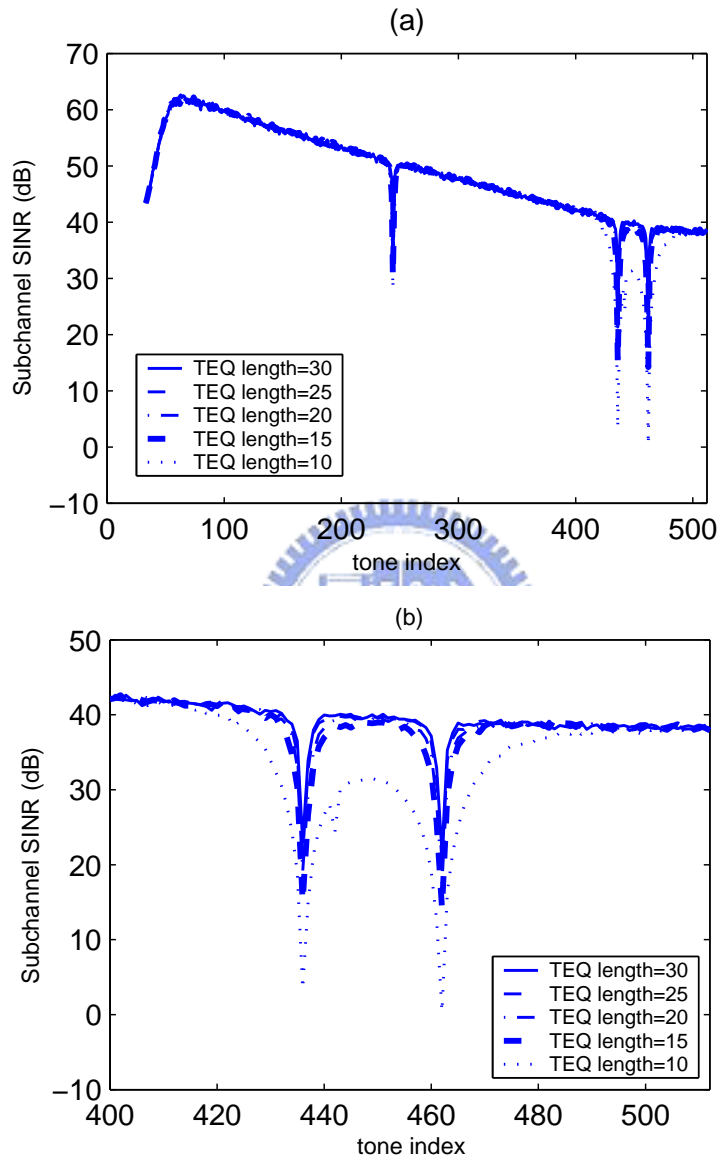 (a)
Subchannel SINR (dB)
70
60
50
40
30
20
10
0
−10
TEQ length=30
TEQ length=25
TEQ length=20
TEQ length=15
TEQ length=10
0 100 200 300 400 500
tone index
(b)
Subchannel SINR (dB)
50
40
30
20
10
0
−10
TEQ length=30
TEQ length=25
TEQ length=20
TEQ length=15
TEQ length=10
400 420 440 460 480 500
tone index